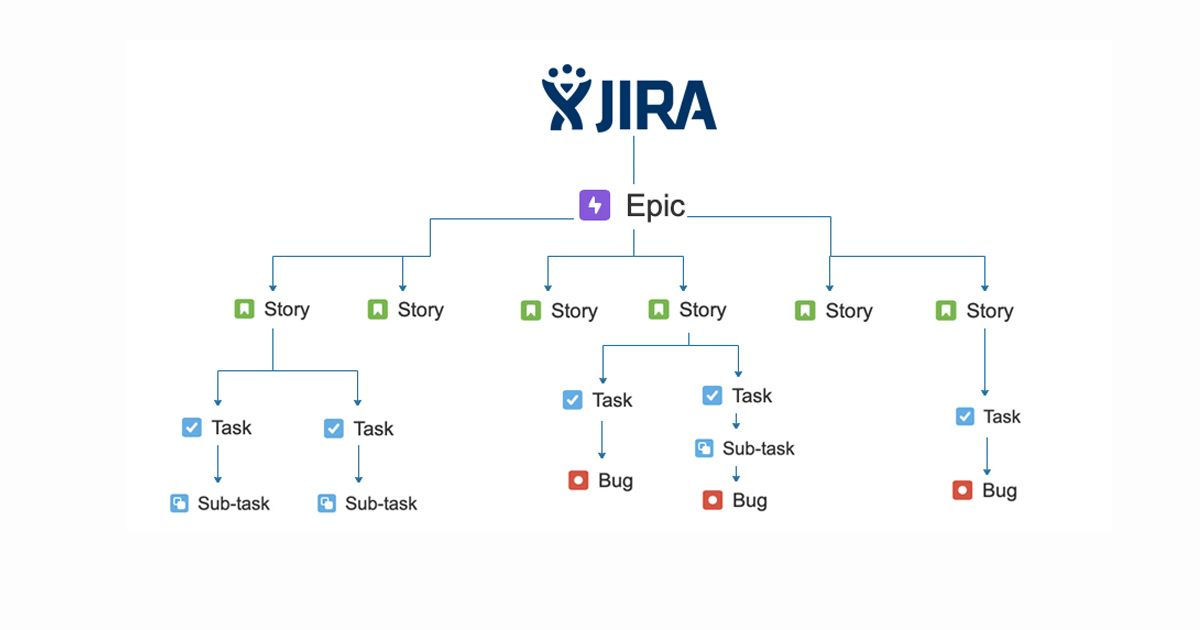 JIRA
Epic
Story Story Story Story Story Story
Task Task Task Task Task
Sub-task Sub-task Bug Sub-task Bug Bug